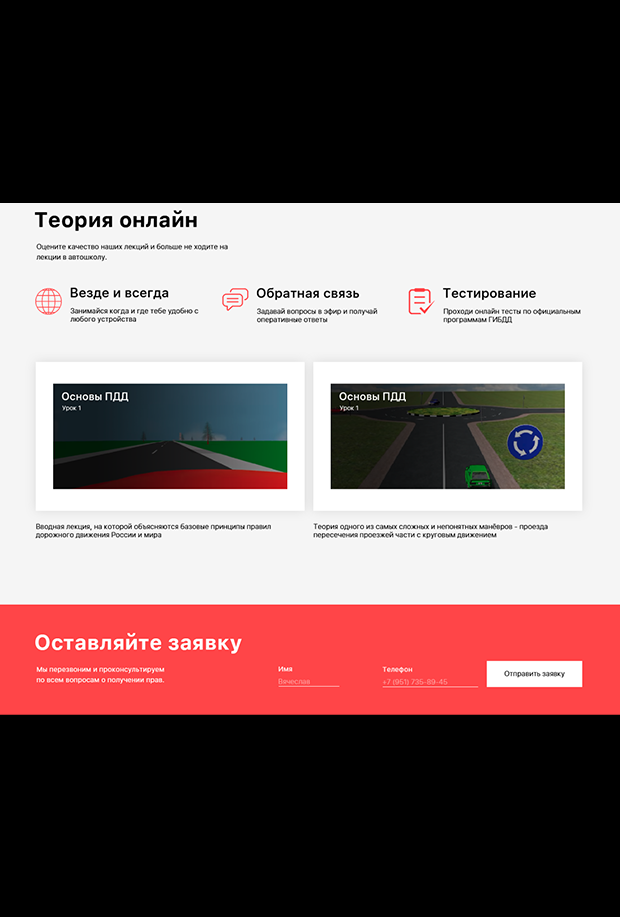 Теория онлайн
Оцените качество наших лекций и больше не ходите на
лекции в автошколу.
Везде и всегда
Занимайся когда и где тебе удобно с
любого устройства
Обратная связь
Задавай вопросы в эфир и получай
оперативные ответы
Тестирование
Проходи онлайн тесты по официальным
программам ГИБДД
Основы ПДД
Урок 1
Вводная лекция, на которой объясняются базовые принципы правил
дорожного движения России и мира
Основы ПДД
Урок 1
Теория одного из самых сложных и непонятных манёвров - проезда
пересечения проезжей части с круговым движением
Оставляйте заявку
Мы перезвоним и проконсультируем
по всем вопросам о получении прав.
Имя
Вячеслав
Телефон
+7 (951) 735-89-45
Отправить заявку